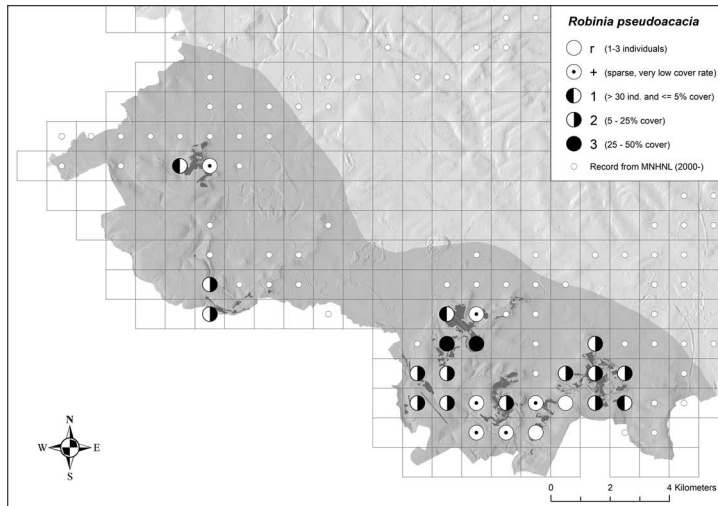 Robinia pseudoacacia
r (1-3 individuals)
+ (sparse, very low cover rate)
1 (> 30 ind. and <= 5% cover)
2 (5 - 25% cover)
3 (25 - 50% cover)
Record from MNHNL (2000-)
N
W E
S
0 2 4 Kilometers